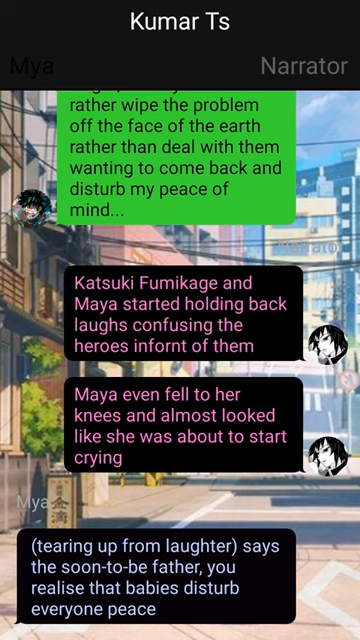 Kumar Ts
Mya
Narrator
rather wipe the problem
off the face of the earth
rather than deal with them
wanting to come back and
disturb my peace of
mind...
Katsuki Fumikage and
Maya started holding back
laughs confusing the
heroes infornt of them
Maya even fell to her
knees and almost looked
like she was about to start
crying
Mya
(tearing up from laughter) says
the soon-to-be father, you
realise that babies disturb
everyone peace